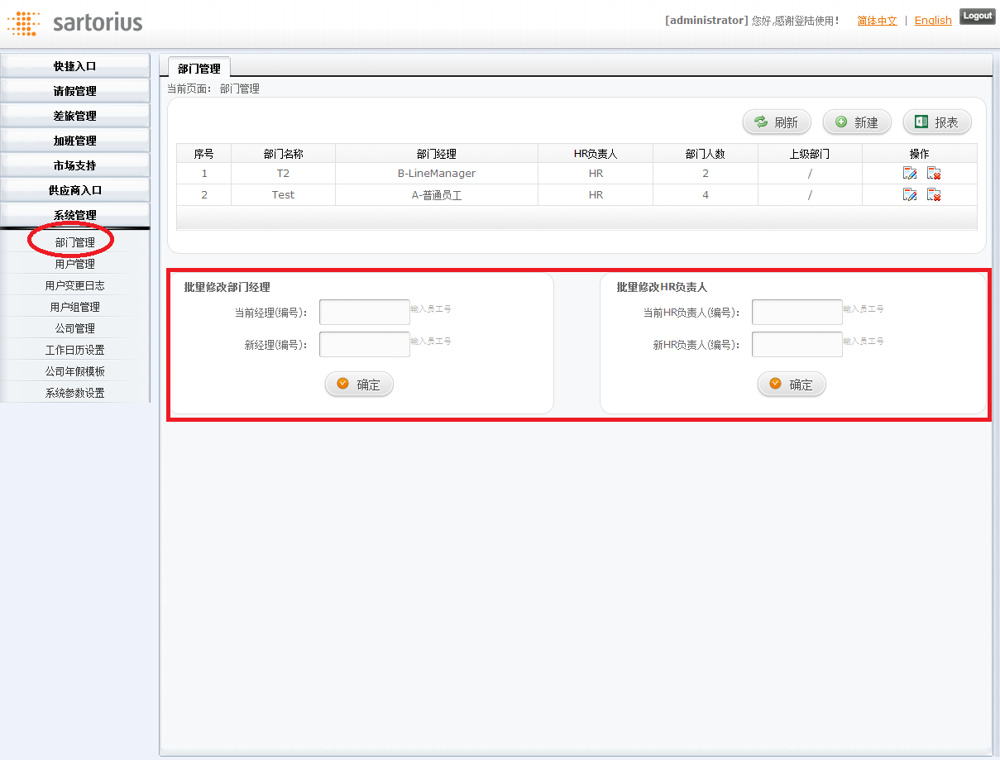 sartorius
[administrator] 您好,感谢登陆使用! 简体中文 | English Logout
快捷入口
请假管理
差旅管理
加班管理
市场支持
供应商入口
系统管理
部门管理
用户管理
用户变更日志
用户组管理
公司管理
工作日历设置
公司年假模板
系统参数设置
部门管理
当前页面: 部门管理
刷新 新建 报表
序号 部门名称 部门经理 HR负责人 部门人数 上级部门 操作
1 T2 B-LineManager HR 2 /
2 Test A-普通员工 HR 4 /
批量修改部门经理
当前经理(编号): 输入员工号
新经理(编号): 输入员工号
确定
批量修改HR负责人
当前HR负责人(编号): 输入员工号
新HR负责人(编号): 输入员工号
确定